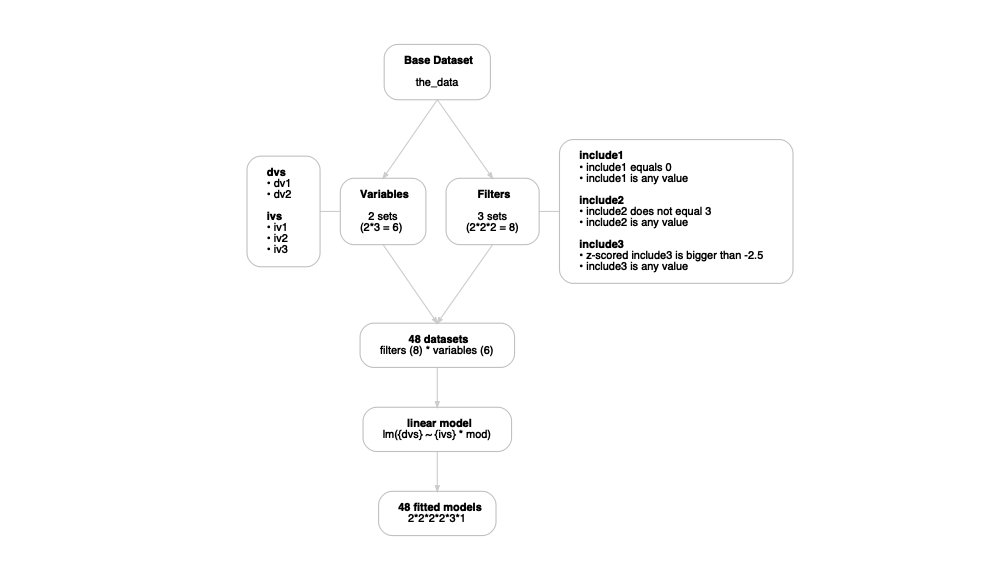 Base Dataset
the_data
dvs
• dv1
• dv2
ivs
• iv1
• iv2
• iv3
Variables
2 sets
(2*3 = 6)
Filters
3 sets
(2*2*2 = 8)
include1
• include1 equals 0
• include1 is any value
include2
• include2 does not equal 3
• include2 is any value
include3
• z-scored include3 is bigger than -2.5
• include3 is any value
48 datasets
filters (8) * variables (6)
linear model
lm({dvs} ~ {ivs} * mod)
48 fitted models
2*2*2*2*3*1